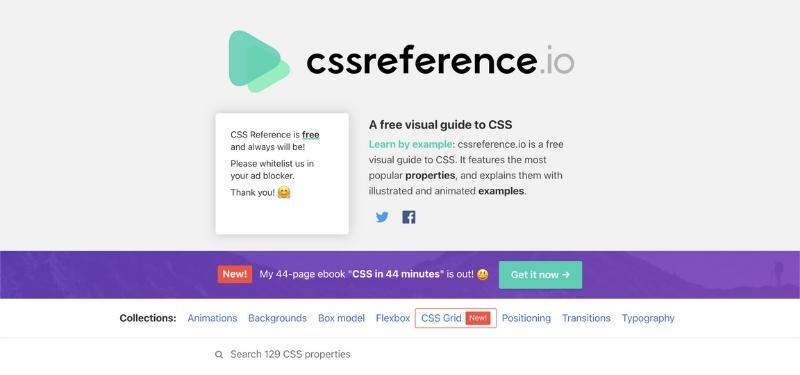 cssreference.io
CSS Reference is free
and always will be!
Please whitelist us in
your ad blocker.
Thank you! 🤗
A free visual guide to CSS
Learn by example: cssreference.io is a free
visual guide to CSS. It features the most
popular properties, and explains them with
illustrated and animated examples.
New! My 44-page ebook "CSS in 44 minutes" is out! 😃 Get it now →
Collections: Animations Backgrounds Box model Flexbox CSS Grid New! Positioning Transitions Typography
Search 129 CSS properties